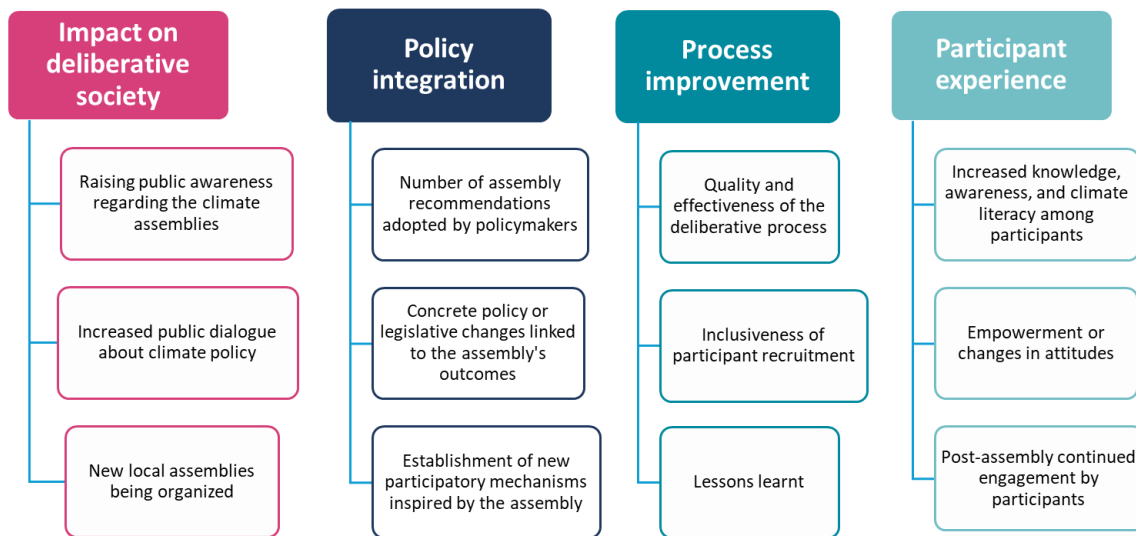 Impact on
deliberative
society
Raising public awareness
regarding the climate
assemblies
Increased public dialogue
about climate policy
New local assemblies
being organized
Policy
integration
Number of assembly
recommendations
adopted by policymakers
Concrete policy or
legislative changes linked
to the assembly's
outcomes
Establishment of new
participatory mechanisms
inspired by the assembly
Process
improvement
Quality and
effectiveness of the
deliberative process
Inclusiveness of
participant recruitment
Lessons learnt
Participant
experience
Increased knowledge,
awareness, and climate
literacy among
participants
Empowerment or
changes in attitudes
Post-assembly continued
engagement by
participants